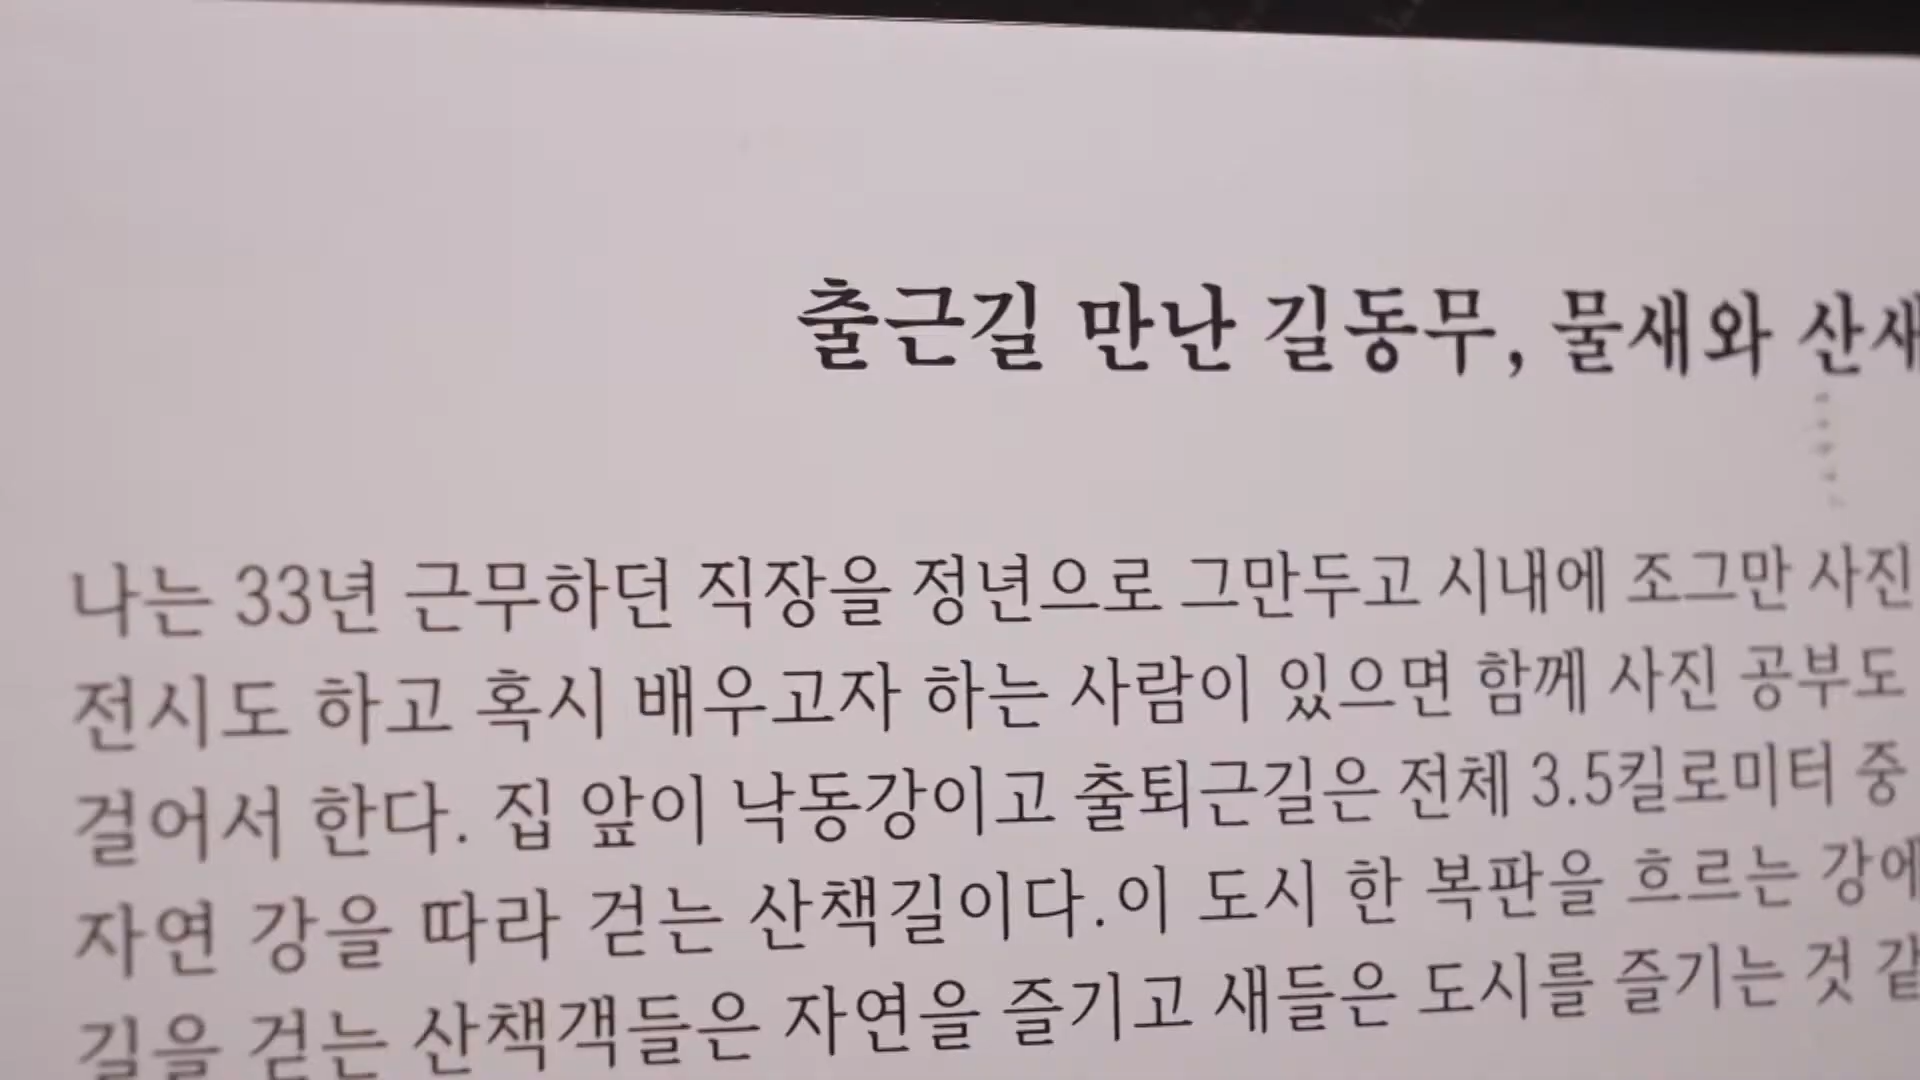 출근길 만난 길동무, 물새와 산새
나는 33년 근무하던 직장을 정년으로 그만두고 시내에 조그만 사진
전시도 하고 혹시 배우고자 하는 사람이 있으면 함께 사진 공부도
걸어서 한다. 집 앞이 낙동강이고 출퇴근길은 전체 3.5킬로미터 중
자연 강을 따라 걷는 산책길이다.이 도시 한 복판을 흐르는 강에
길을 걷는 산책객들은 자연을 즐기고 새들은 도시를 즐기는 것 같